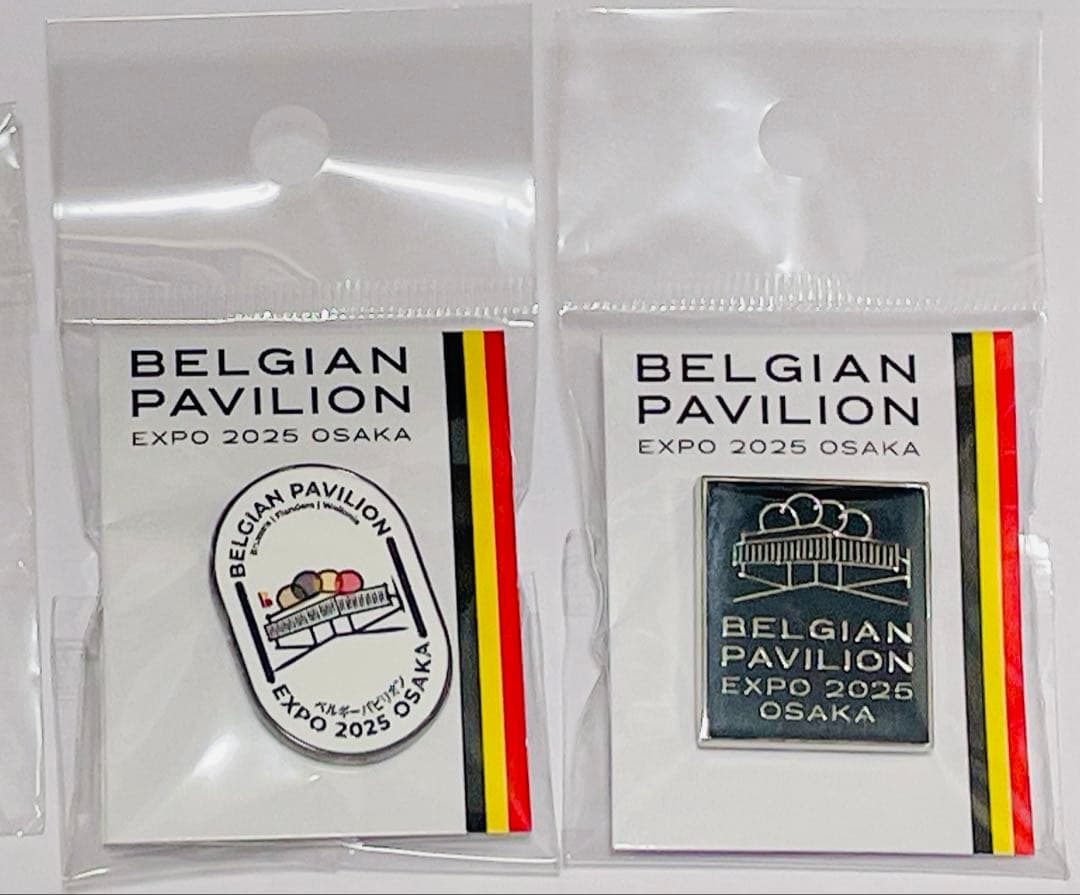 BELGIAN
PAVILION
EXPO 2025 OSAKA
BELGIAN PAVILION
Brussels | Flanders | Wallonia
ベルギーパビリオン
EXPO 2025 OSAKA
BELGIAN
PAVILION
EXPO 2025 OSAKA
BELGIAN
PAVILION
EXPO 2025
OSAKA